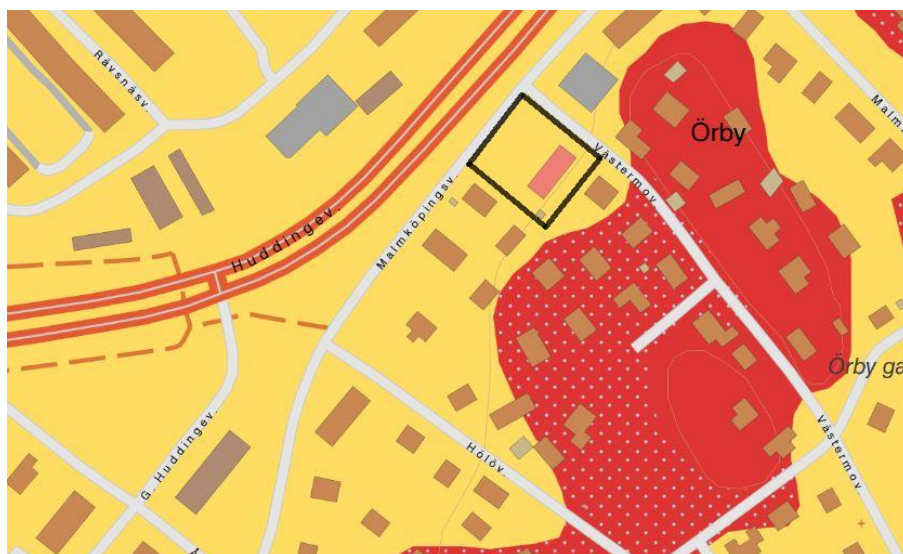 Rävsnäsv.
Malmköpingsv.
Huddingev.
Västermov.
Örby
Malm
Örby ga
G. Huddingev.
Hölöv.
Västermov.